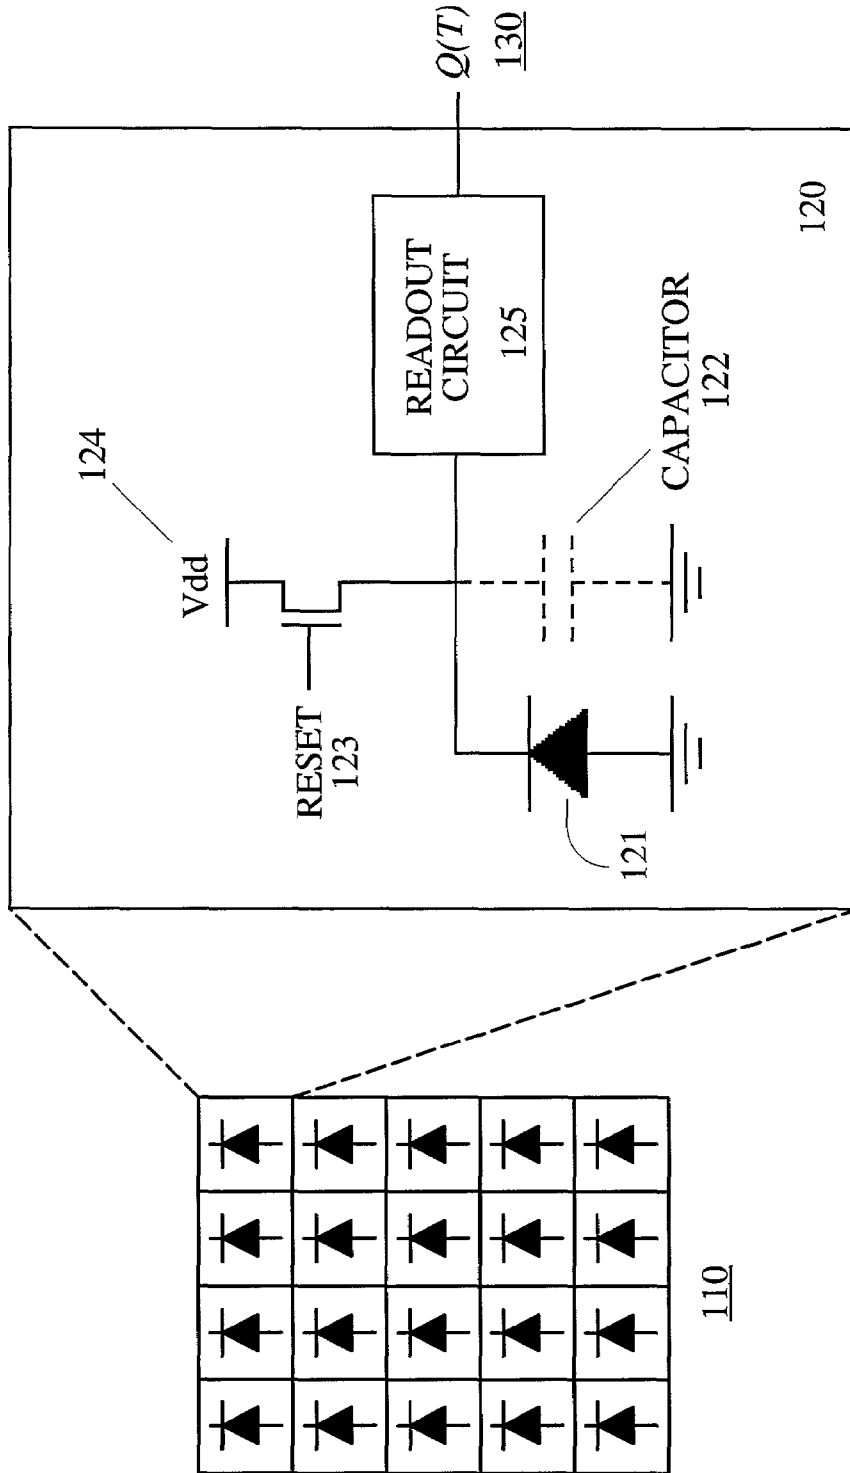 110
124
Vdd
RESET
123
121
CAPACITOR
122
READOUT
CIRCUIT
125
120
Q(T)
130